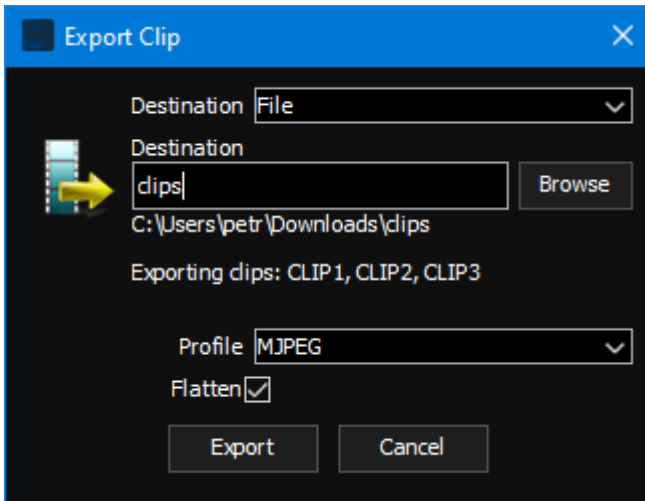 Export Clip
Destination File
Destination
clips
Browse
C:\Users\petr\Downloads\clips
Exporting clips: CLIP1, CLIP2, CLIP3
Profile MJPEG
Flatten
Export Cancel